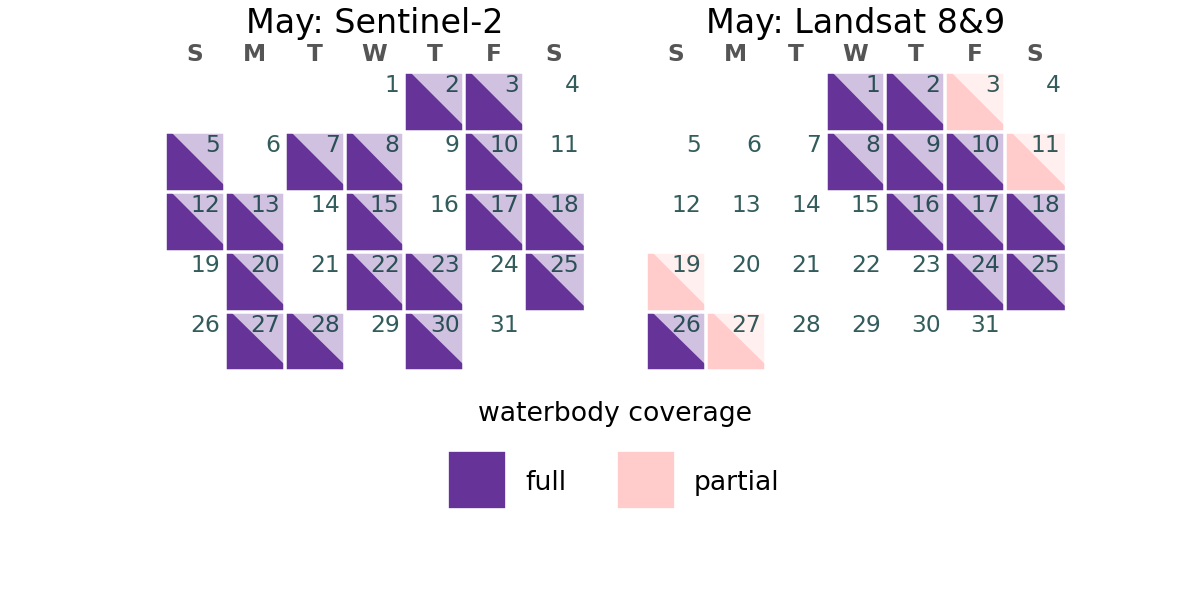 May: Sentinel-2
S M T W T F S
1 2 3 4
5 6 7 8 9 10 11
12 13 14 15 16 17 18
19 20 21 22 23 24 25
26 27 28 29 30 31
May: Landsat 8&9
S M T W T F S
1 2 3 4
5 6 7 8 9 10 11
12 13 14 15 16 17 18
19 20 21 22 23 24 25
26 27 28 29 30 31
waterbody coverage
full
partial